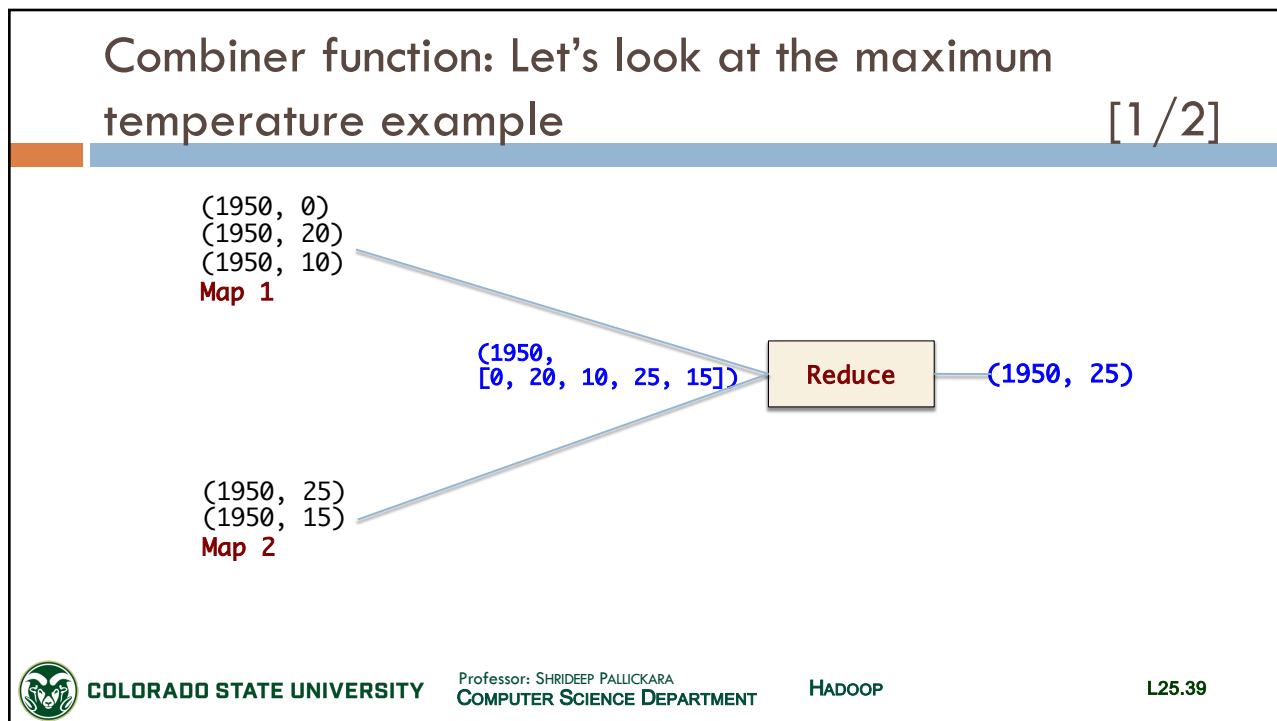 Combiner function: Let's look at the maximum
temperature example [1/2]
(1950, 0)
(1950, 20)
(1950, 10)
Map 1
(1950,
[0, 20, 10, 25, 15])
Reduce
(1950, 25)
(1950, 25)
(1950, 15)
Map 2
COLORADO STATE UNIVERSITY
Professor: SHRIDEEP PALLICKARA
COMPUTER SCIENCE DEPARTMENT
HADOOP
L25.39